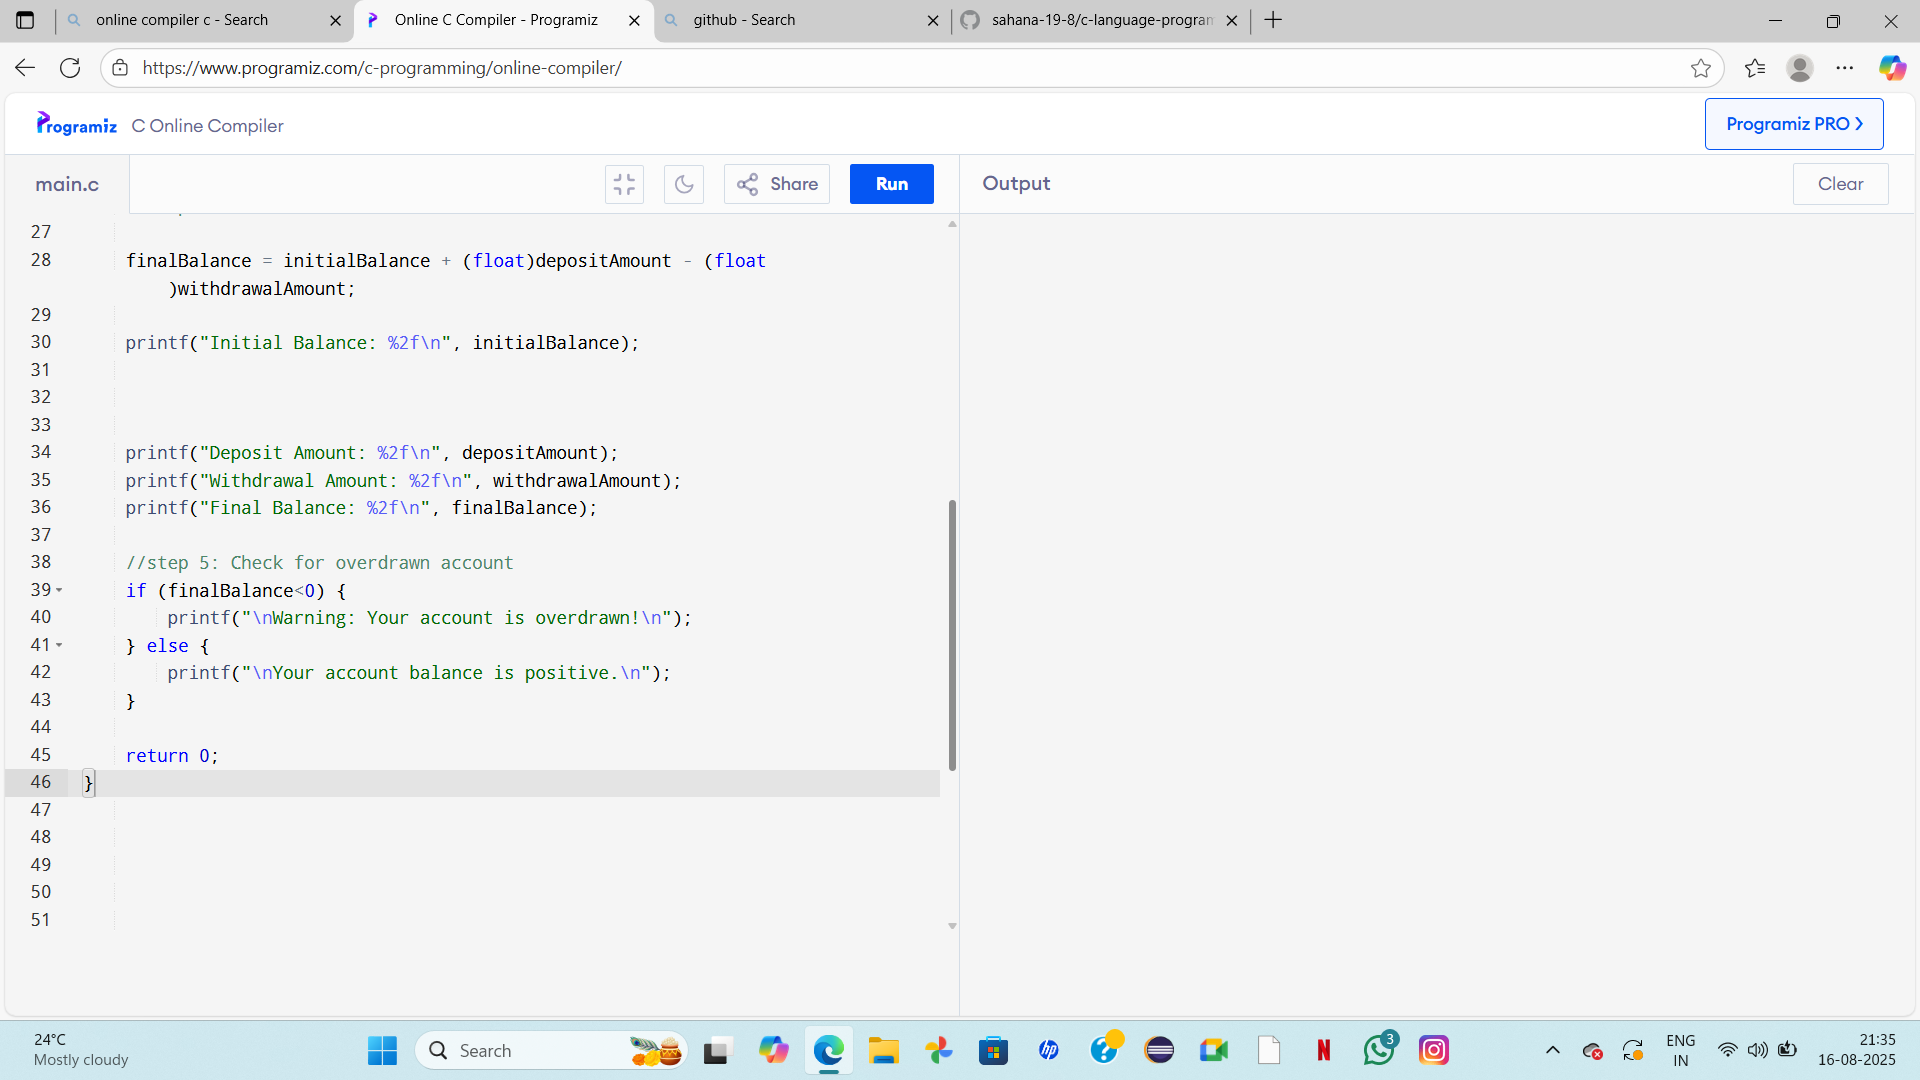 online compiler c - Search
Online C Compiler - Programiz
github - Search
sahana-19-8/c-language-program
https://www.programiz.com/c-programming/online-compiler/
Programiz C Online Compiler
Programiz PRO ❯
main.c
Share
Run
Output
Clear
27
28 finalBalance = initialBalance + (float)depositAmount - (float
)withdrawalAmount;
29
30 printf("Initial Balance: %2f\n", initialBalance);
31
32
33
34 printf("Deposit Amount: %2f\n", depositAmount);
35 printf("Withdrawal Amount: %2f\n", withdrawalAmount);
36 printf("Final Balance: %2f\n", finalBalance);
37
38 //step 5: Check for overdrawn account
39 if (finalBalance<0) {
40 printf("\nWarning: Your account is overdrawn!\n");
41 } else {
42 printf("\nYour account balance is positive.\n");
43 }
44
45 return 0;
46 }
47
48
49
50
51
24°C
Mostly cloudy
Search
hp
N
3
ENG
IN
21:35
16-08-2025